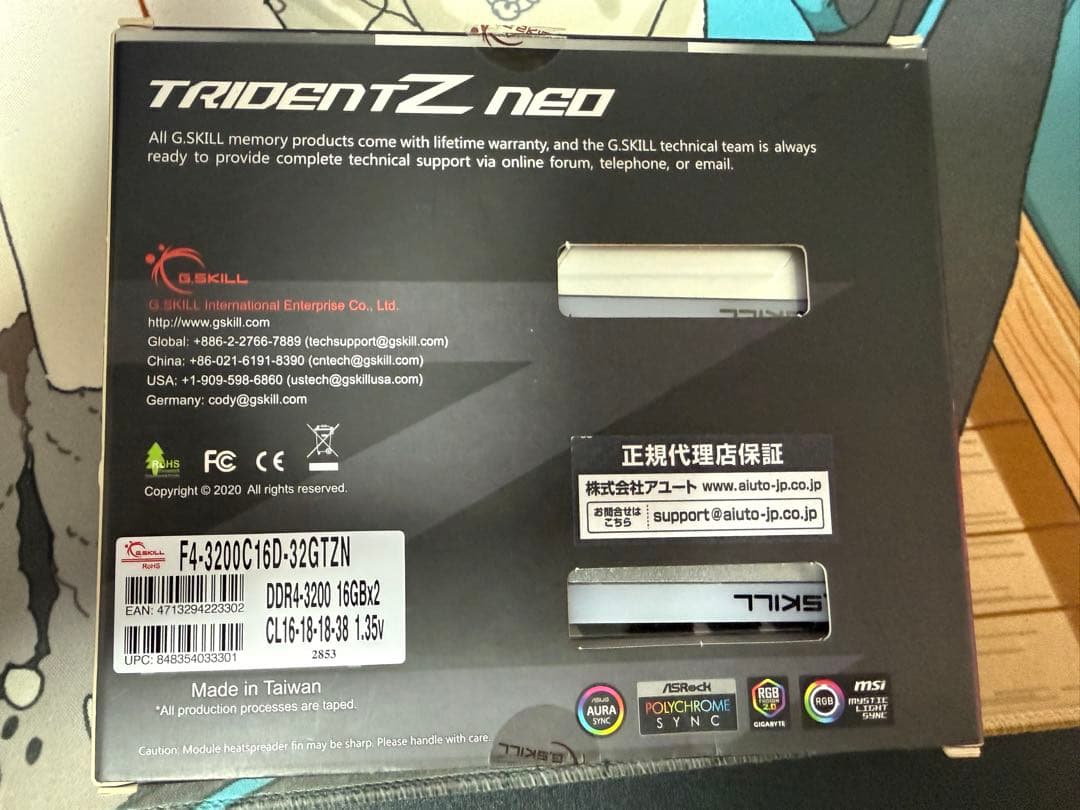 TRIDENTZ NEO
All G.SKILL memory products come with lifetime warranty, and the G.SKILL technical team is always
ready to provide complete technical support via online forum, telephone, or email.
G.SKILL
G.SKILL International Enterprise Co., Ltd.
http://www.gskill.com
Global: +886-2-2766-7889 (techsupport@gskill.com)
China: +86-021-6191-8390 (cntech@gskill.com)
USA: +1-909-598-6860 (ustech@gskillusa.com)
Germany: cody@gskill.com
RoHS FC CE
Copyright © 2020 All rights reserved.
正規代理店保証
株式会社アユート www.aiuto-jp.co.jp
お問合せは
こちら
support@aiuto-jp.co.jp
G.SKILL
RoHS
F4-3200C16D-32GTZN
EAN: 4713294223302
DDR4-3200 16GBx2
CL16-18-18-38 1.35v
UPC: 848354033301
2853
G.SKILL
Made in Taiwan
*All production processes are taped.
Caution: Module heatspreader fin may be sharp. Please handle with care.
G.SKILL
ASUS
AURA
SYNC
ASRock
POLYCHROME
SYNC
RGB
FUSION
2.0
GIGABYTE
RGB
msi
MYSTIC
LIGHT
SYNC